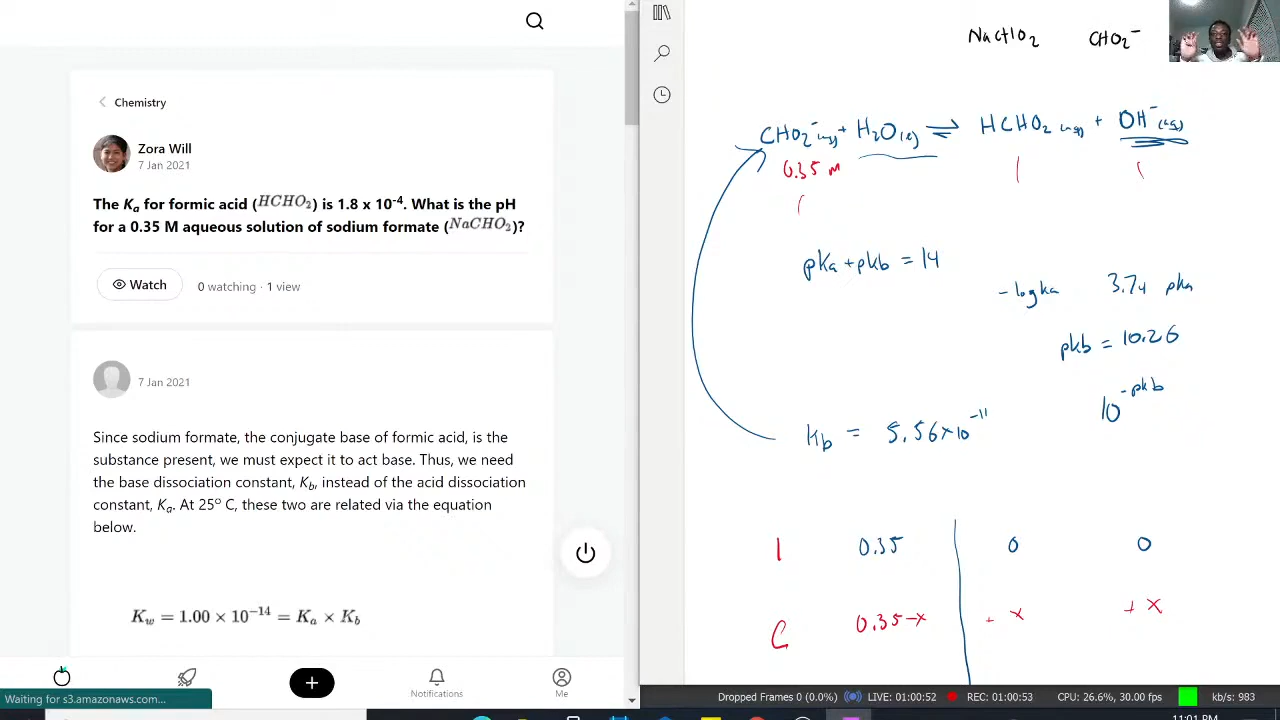 Chemistry
Zora Will
7 Jan 2021
The Ka for formic acid (HCHO2) is 1.8 x 10-4. What is the pH
for a 0.35 M aqueous solution of sodium formate (NaCHO2)?
Watch
0 watching · 1 view
7 Jan 2021
Since sodium formate, the conjugate base of formic acid, is the
substance present, we must expect it to act base. Thus, we need
the base dissociation constant, Kb, instead of the acid dissociation
constant, Ka. At 25° C, these two are related via the equation
below.
Kw = 1.00 × 10−14 = Ka × Kb
Notifications
Me
Waiting for s3.amazonaws.com...
NaCHO2 CHO2−
CHO2−(aq) + H2O(l) ⇌ HCHO2(aq) + OH−(aq)
0.35 M
pKa + pKb = 14
-logKa 3.74 pKa
pKb = 10.26
10-pKb
Kb = 5.56×10-11
I 0.35 0 0
C 0.35-x + x + x
Dropped Frames 0 (0.0%) LIVE: 01:00:52 REC: 01:00:53 CPU: 26.6%, 30.00 fps kb/s: 983
11:01 PM